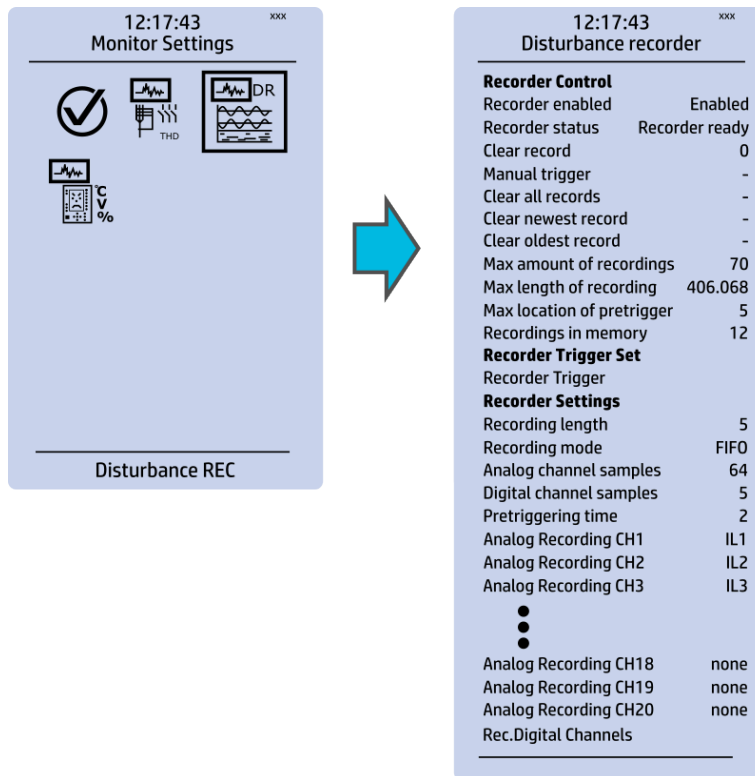 12:17:43
xxx
Monitor Settings
DR
THD
°C
V
%
Disturbance REC
12:17:43
xxx
Disturbance recorder
Recorder Control
Recorder enabled Enabled
Recorder status Recorder ready
Clear record 0
Manual trigger -
Clear all records -
Clear newest record -
Clear oldest record -
Max amount of recordings 70
Max length of recording 406.068
Max location of pretrigger 5
Recordings in memory 12
Recorder Trigger Set
Recorder Trigger
Recorder Settings
Recording length 5
Recording mode FIFO
Analog channel samples 64
Digital channel samples 5
Pretriggering time 2
Analog Recording CH1 IL1
Analog Recording CH2 IL2
Analog Recording CH3 IL3
Analog Recording CH18 none
Analog Recording CH19 none
Analog Recording CH20 none
Rec.Digital Channels